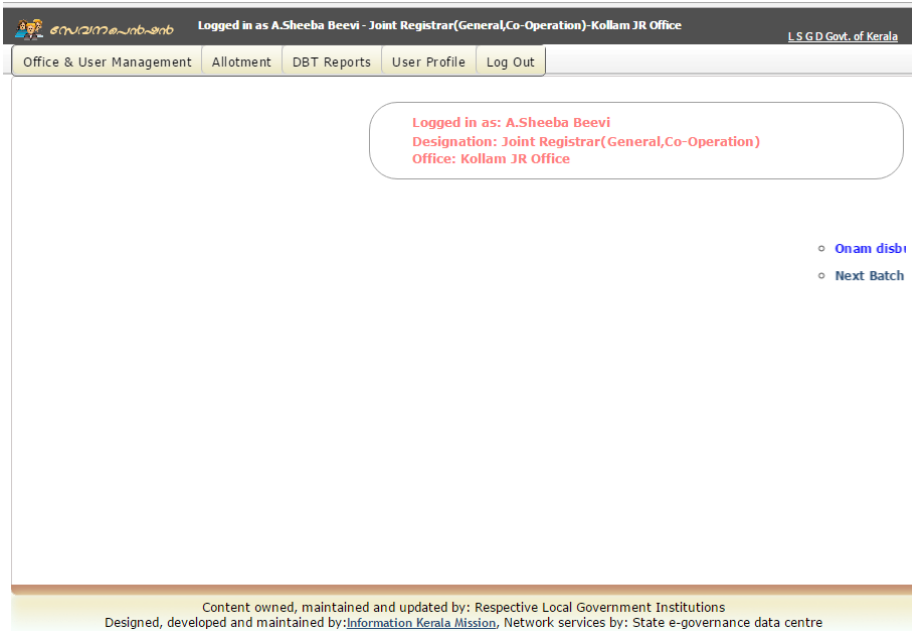 സേവനപെൻഷൻ Logged in as A.Sheeba Beevi - Joint Registrar(General,Co-Operation)-Kollam JR Office
L S G D Govt. of Kerala
Office & User Management Allotment DBT Reports User Profile Log Out
Logged in as: A.Sheeba Beevi
Designation: Joint Registrar(General,Co-Operation)
Office: Kollam JR Office
Onam disbu
Next Batch
Content owned, maintained and updated by: Respective Local Government Institutions
Designed, developed and maintained by:Information Kerala Mission, Network services by: State e-governance data centre